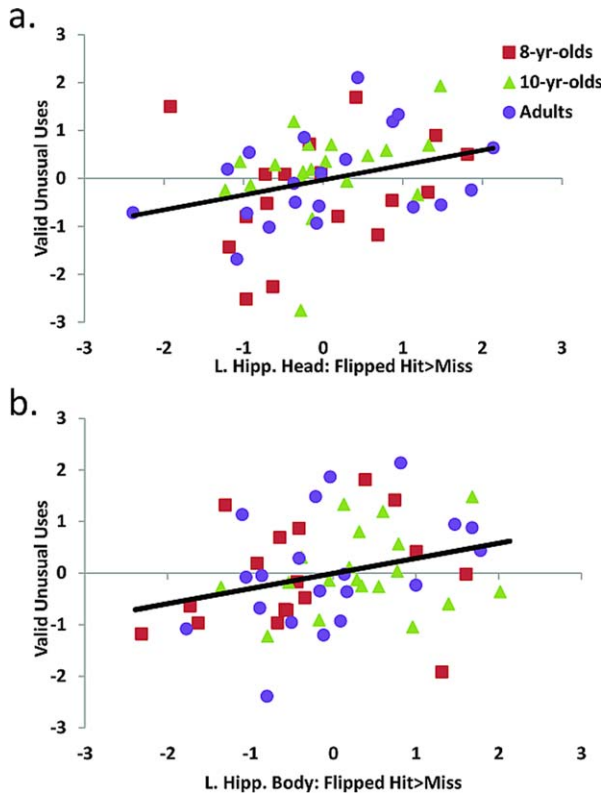 a.
3
2
1
0
-1
-2
-3
Valid Unusual Uses
8-yr-olds
10-yr-olds
Adults
-3 -2 -1 0 1 2 3
L. Hipp. Head: Flipped Hit>Miss
b.
3
2
1
0
-1
-2
-3
Valid Unusual Uses
-3 -2 -1 0 1 2 3
L. Hipp. Body: Flipped Hit>Miss